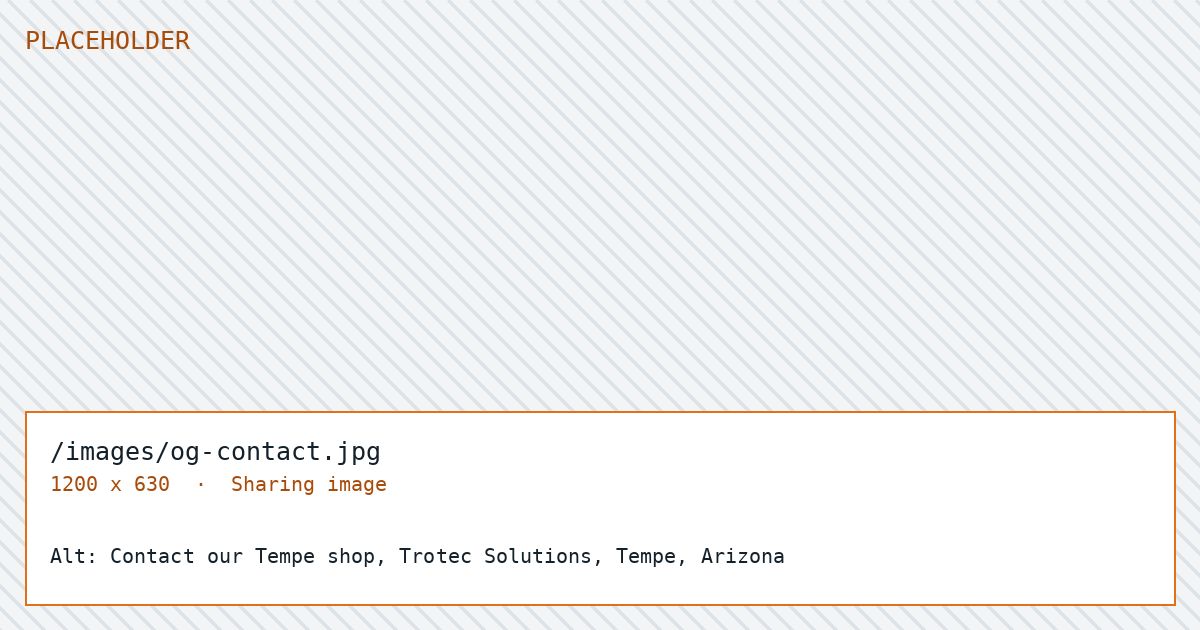 PLACEHOLDER
/images/og-contact.jpg
1200 x 630 · Sharing image
Alt: Contact our Tempe shop, Trotec Solutions, Tempe, Arizona